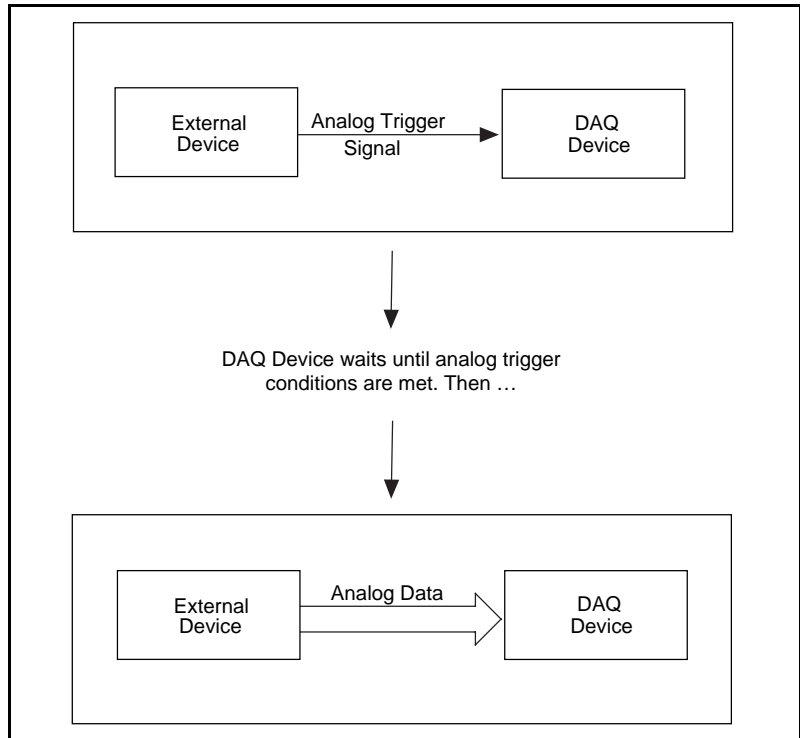 External
Device
Analog Trigger
Signal
DAQ
Device
DAQ Device waits until analog trigger
conditions are met. Then …
External
Device
Analog Data
DAQ
Device